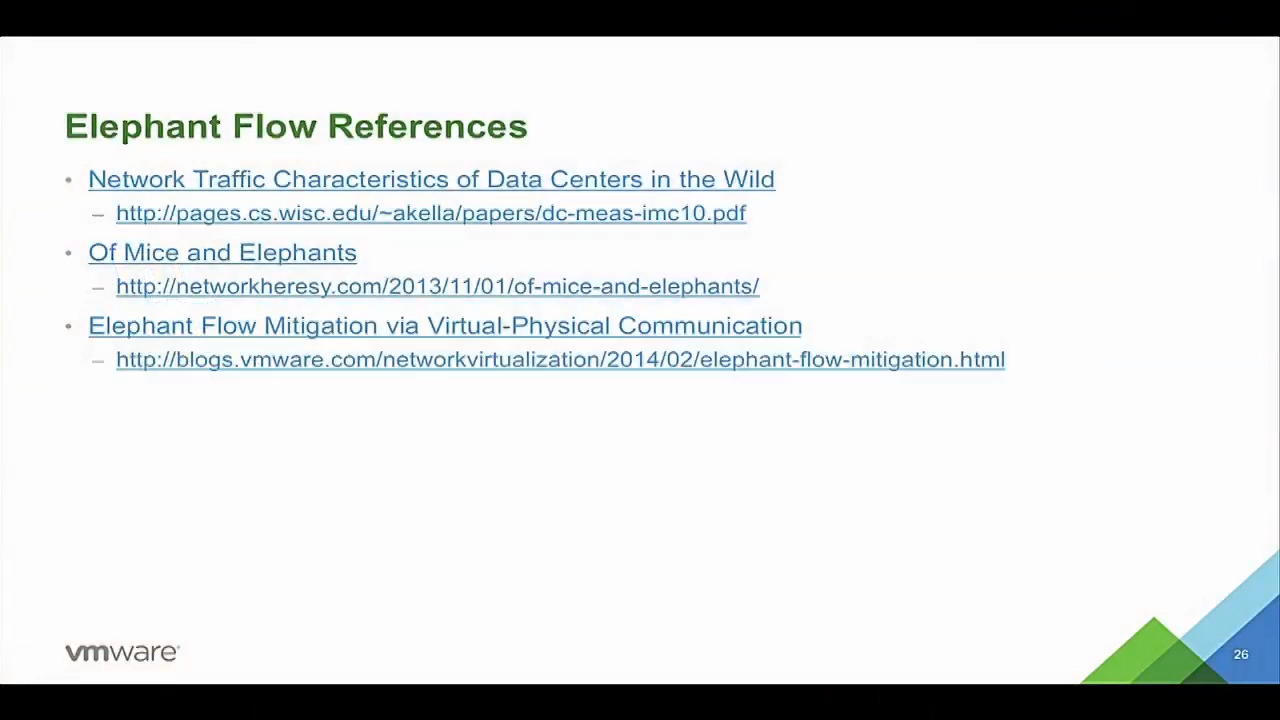 Elephant Flow References
• Network Traffic Characteristics of Data Centers in the Wild
– http://pages.cs.wisc.edu/~akella/papers/dc-meas-imc10.pdf
• Of Mice and Elephants
– http://networkheresy.com/2013/11/01/of-mice-and-elephants/
• Elephant Flow Mitigation via Virtual-Physical Communication
– http://blogs.vmware.com/networkvirtualization/2014/02/elephant-flow-mitigation.html
vmware
26